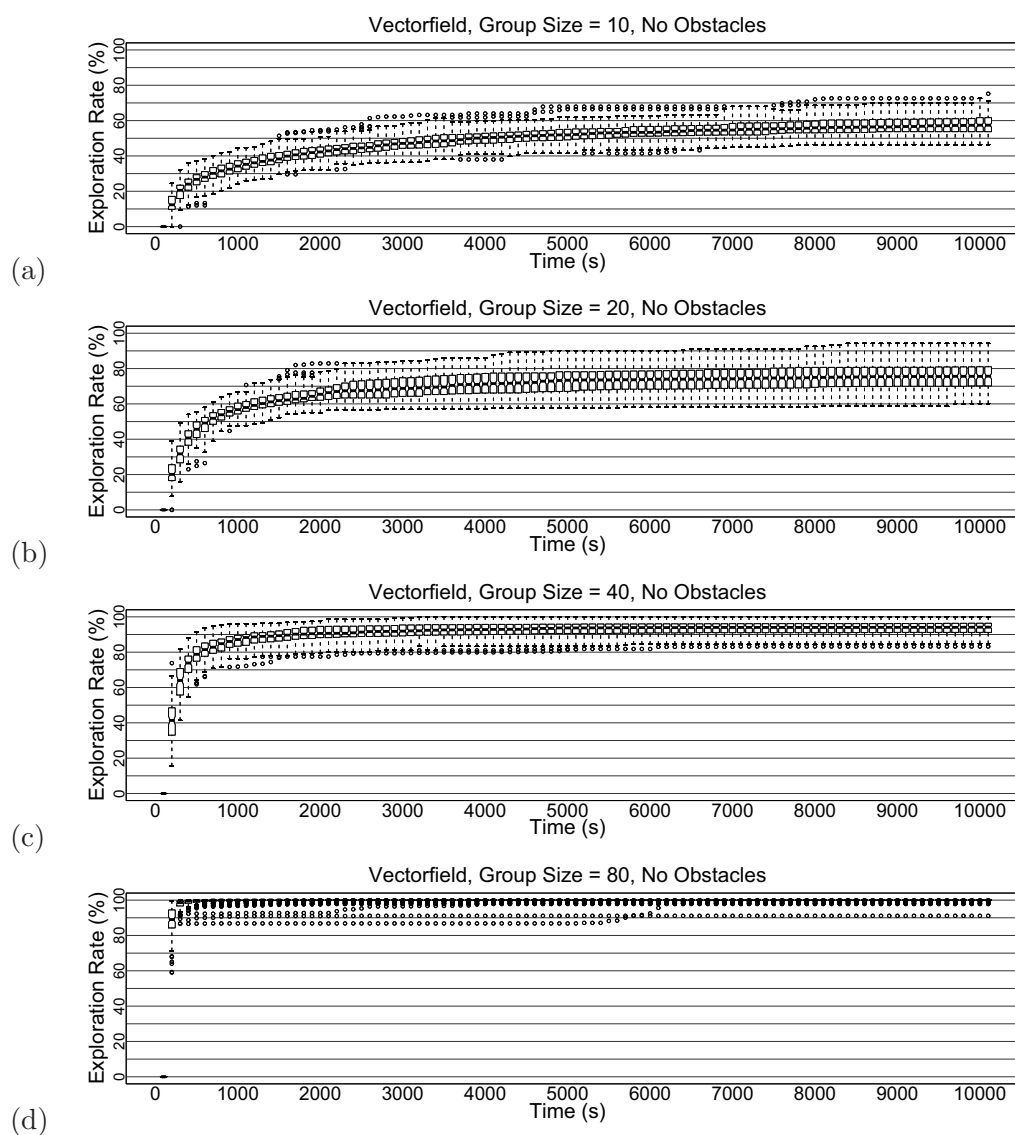 Vectorfield, Group Size = 10, No Obstacles
Exploration Rate (%)
0 20 40 60 80 100
0 1000 2000 3000 4000 5000 6000 7000 8000 9000 10000
Time (s)
(a)
Vectorfield, Group Size = 20, No Obstacles
Exploration Rate (%)
0 20 40 60 80 100
0 1000 2000 3000 4000 5000 6000 7000 8000 9000 10000
Time (s)
(b)
Vectorfield, Group Size = 40, No Obstacles
Exploration Rate (%)
0 20 40 60 80 100
0 1000 2000 3000 4000 5000 6000 7000 8000 9000 10000
Time (s)
(c)
Vectorfield, Group Size = 80, No Obstacles
Exploration Rate (%)
0 20 40 60 80 100
0 1000 2000 3000 4000 5000 6000 7000 8000 9000 10000
Time (s)
(d)